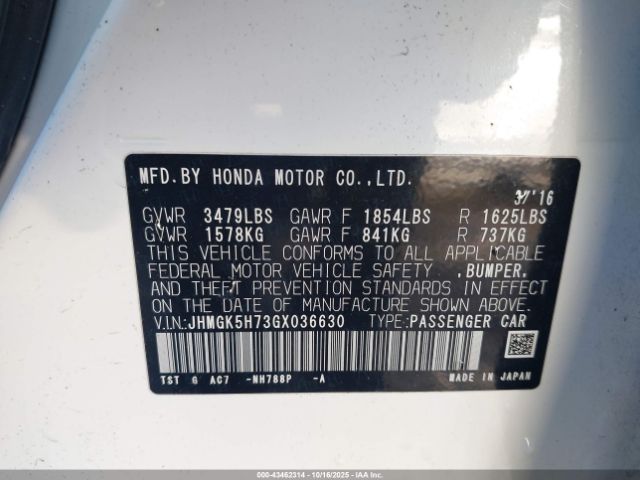 MFD.BY HONDA MOTOR CO.,LTD.
'16
GVWR 3479LBS GAWR F 1854LBS R 1625LBS
GVWR 1578KG GAWR F 841KG R 737KG
THIS VEHICLE CONFORMS TO ALL APPLICABLE
FEDERAL MOTOR VEHICLE SAFETY ,BUMPER,
AND THEFT PREVENTION STANDARDS IN EFFECT
ON THE DATE OF MANUFACTURE SHOWN ABOVE.
V.IN.:JHMGK5H73GX036630 TYPE:PASSENGER CAR
TST G AC7 -NH788P -A MADE IN JAPAN
000-43462314 - 10/16/2025 - Copyright © IAA, LLC